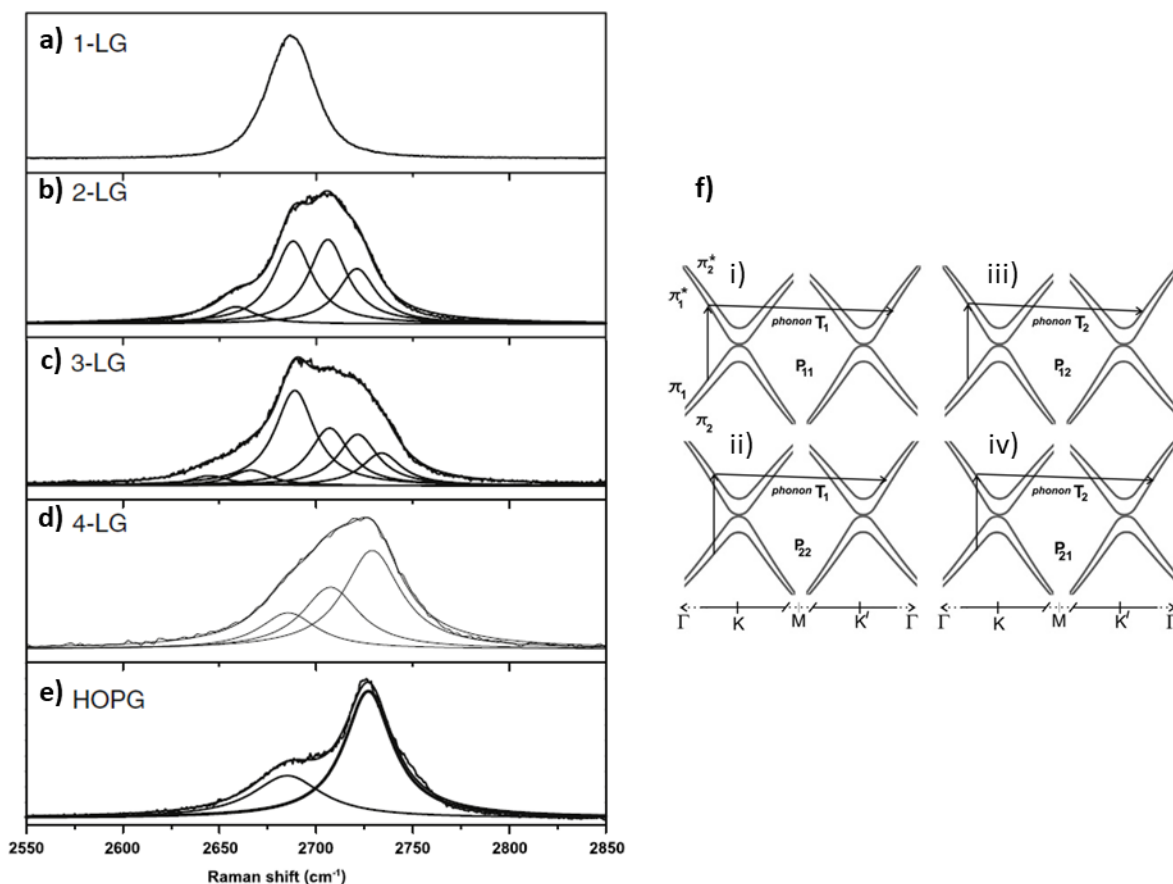 a) 1-LG
b) 2-LG
c) 3-LG
d) 4-LG
e) HOPG
2550 2600 2650 2700 2750 2800 2850
Raman shift (cm⁻¹)
f)
π₂* i) iii)
π₁*
phonon T₁ phonon T₂
P₁₁ P₁₂
π₁
π₂ ii) iv)
phonon T₁ phonon T₂
P₂₂ P₂₁
Γ K M K′ Γ K M K′ Γ